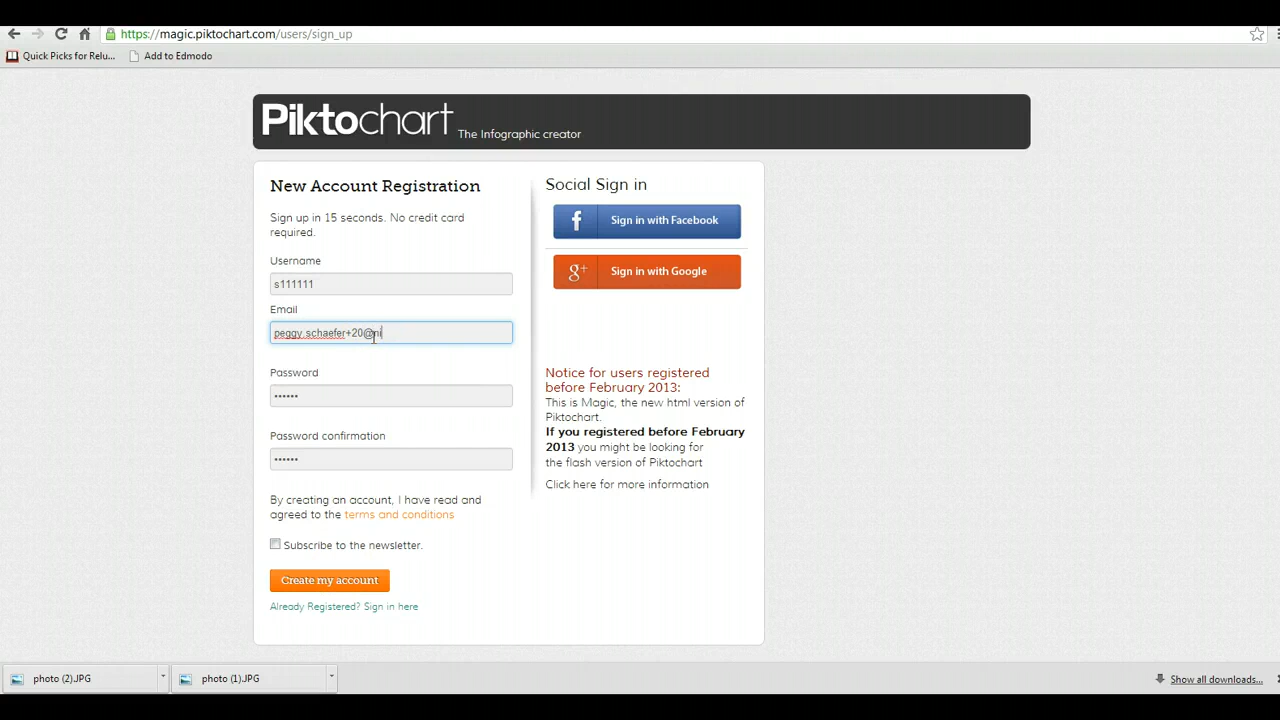 https://magic.piktochart.com/users/sign_up
Quick Picks for Relu... Add to Edmodo
Piktochart The Infographic creator
New Account Registration
Sign up in 15 seconds. No credit card
required.
Username
s111111
Email
peggy.schaefer+20@ni
Password
••••••
Password confirmation
••••••
By creating an account, I have read and
agreed to the terms and conditions
Subscribe to the newsletter.
Create my account
Already Registered? Sign in here
Social Sign in
f Sign in with Facebook
g+ Sign in with Google
Notice for users registered
before February 2013:
This is Magic, the new html version of
Piktochart.
If you registered before February
2013 you might be looking for
the flash version of Piktochart
Click here for more information
photo (2).JPG photo (1).JPG Show all downloads...